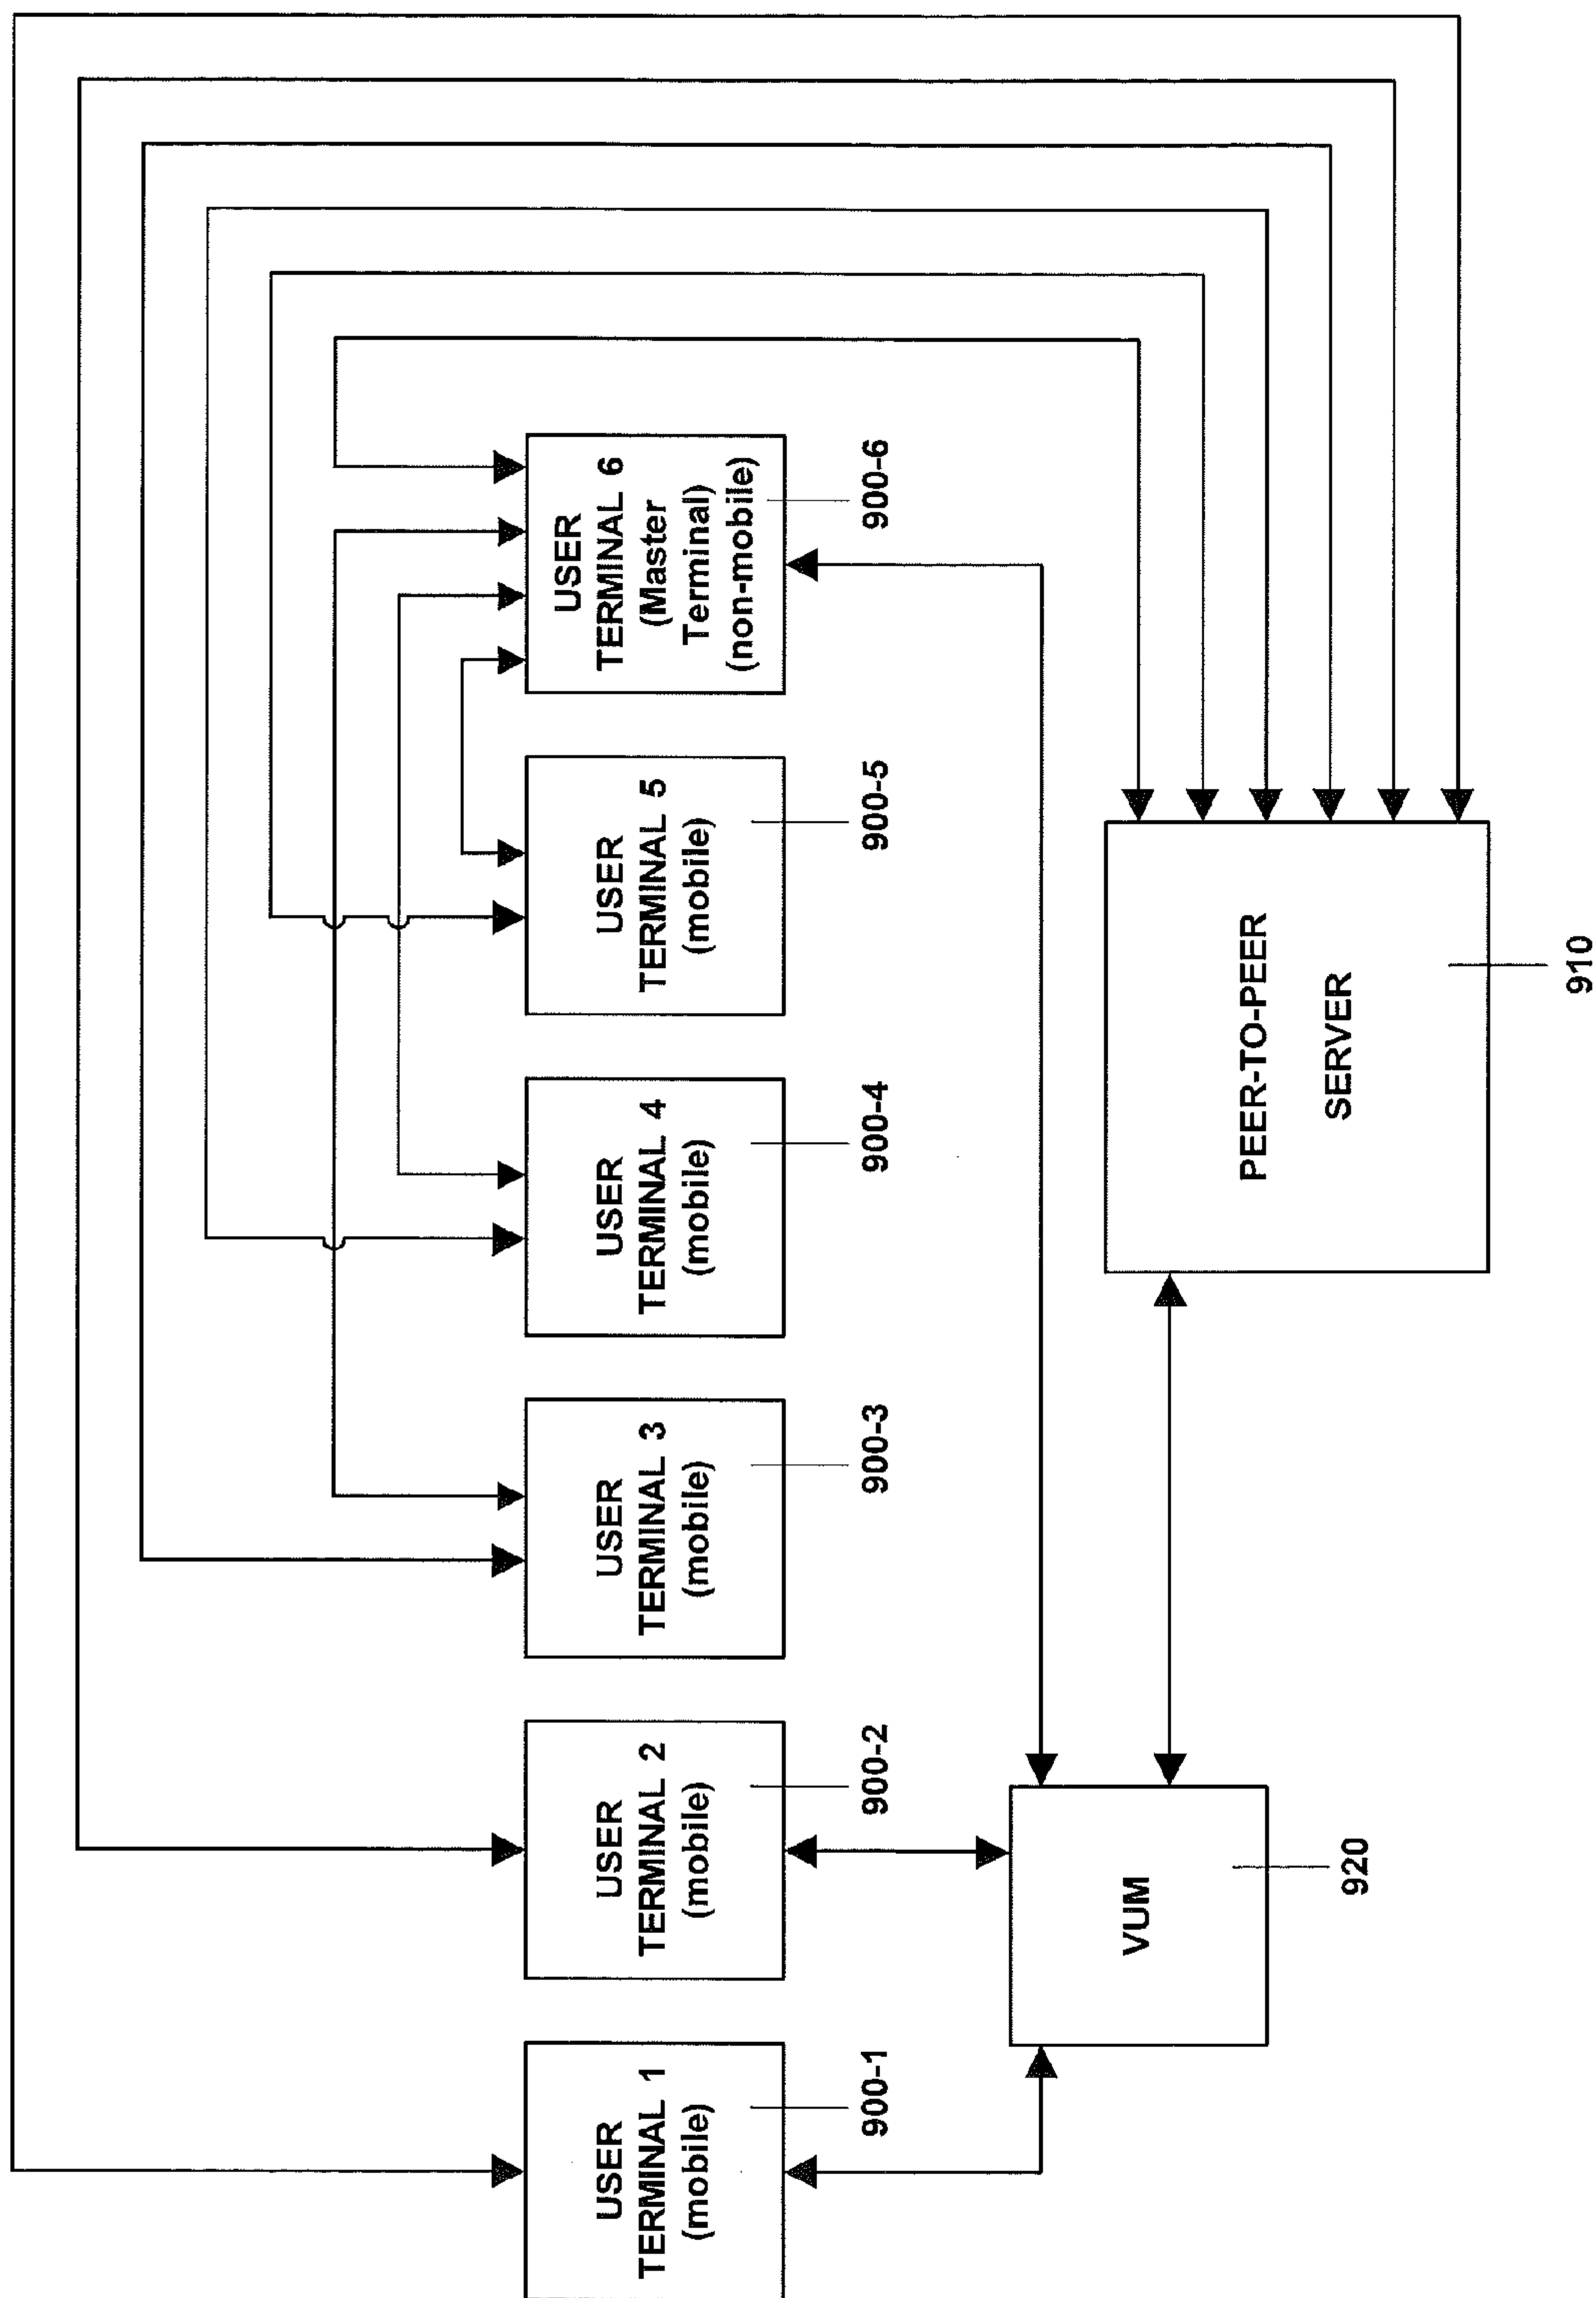 USER
TERMINAL 1
(mobile)
900-1
USER
TERMINAL 2
(mobile)
900-2
USER
TERMINAL 3
(mobile)
900-3
USER
TERMINAL 4
(mobile)
900-4
USER
TERMINAL 5
(mobile)
900-5
USER
TERMINAL 6
(Master
Terminal)
(non-mobile)
900-6
VUM
920
PEER-TO-PEER
SERVER
910